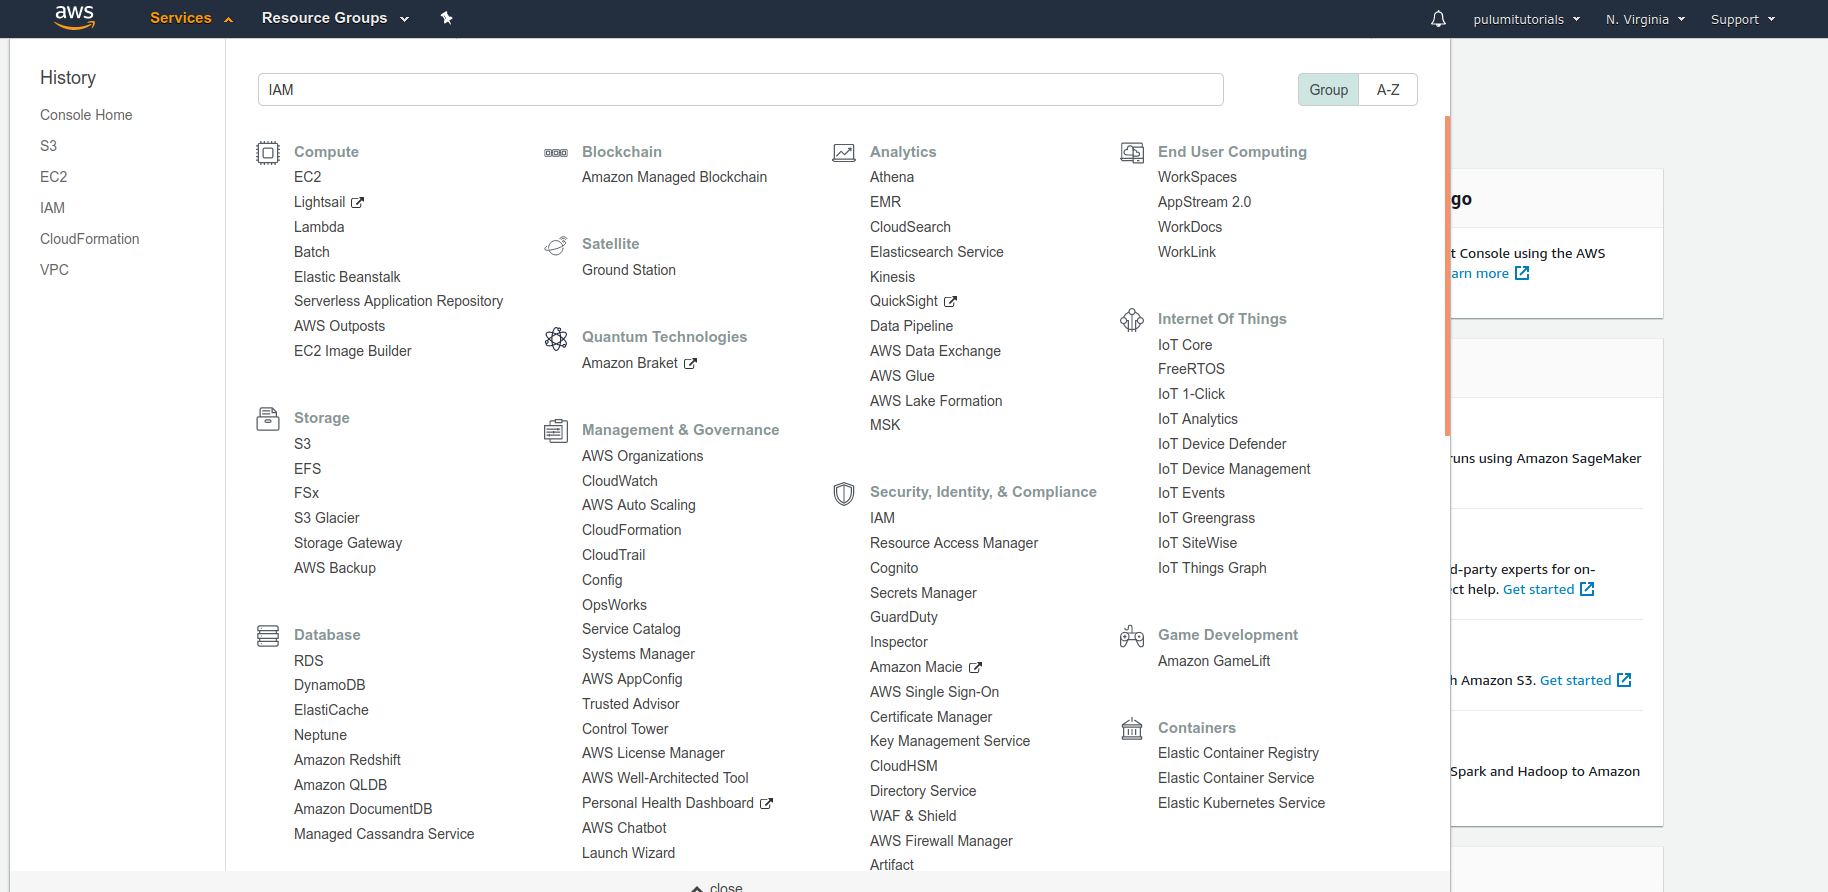 aws
Services
Resource Groups
pulumitutorials
N. Virginia
Support
History
Console Home
S3
EC2
IAM
CloudFormation
VPC
IAM
Group
A-Z
Compute
EC2
Lightsail
Lambda
Batch
Elastic Beanstalk
Serverless Application Repository
AWS Outposts
EC2 Image Builder
Storage
S3
EFS
FSx
S3 Glacier
Storage Gateway
AWS Backup
Database
RDS
DynamoDB
ElastiCache
Neptune
Amazon Redshift
Amazon QLDB
Amazon DocumentDB
Managed Cassandra Service
Blockchain
Amazon Managed Blockchain
Satellite
Ground Station
Quantum Technologies
Amazon Braket
Management & Governance
AWS Organizations
CloudWatch
AWS Auto Scaling
CloudFormation
CloudTrail
Config
OpsWorks
Service Catalog
Systems Manager
AWS AppConfig
Trusted Advisor
Control Tower
AWS License Manager
AWS Well-Architected Tool
Personal Health Dashboard
AWS Chatbot
Launch Wizard
Analytics
Athena
EMR
CloudSearch
Elasticsearch Service
Kinesis
QuickSight
Data Pipeline
AWS Data Exchange
AWS Glue
AWS Lake Formation
MSK
Security, Identity, & Compliance
IAM
Resource Access Manager
Cognito
Secrets Manager
GuardDuty
Inspector
Amazon Macie
AWS Single Sign-On
Certificate Manager
Key Management Service
CloudHSM
Directory Service
WAF & Shield
AWS Firewall Manager
Artifact
End User Computing
WorkSpaces
AppStream 2.0
WorkDocs
WorkLink
Internet Of Things
IoT Core
FreeRTOS
IoT 1-Click
IoT Analytics
IoT Device Defender
IoT Device Management
IoT Events
IoT Greengrass
IoT SiteWise
IoT Things Graph
Game Development
Amazon GameLift
Containers
Elastic Container Registry
Elastic Container Service
Elastic Kubernetes Service
go
t Console using the AWS
arn more
runs using Amazon SageMaker
d-party experts for on-
ct help. Get started
h Amazon S3. Get started
Spark and Hadoop to Amazon
close